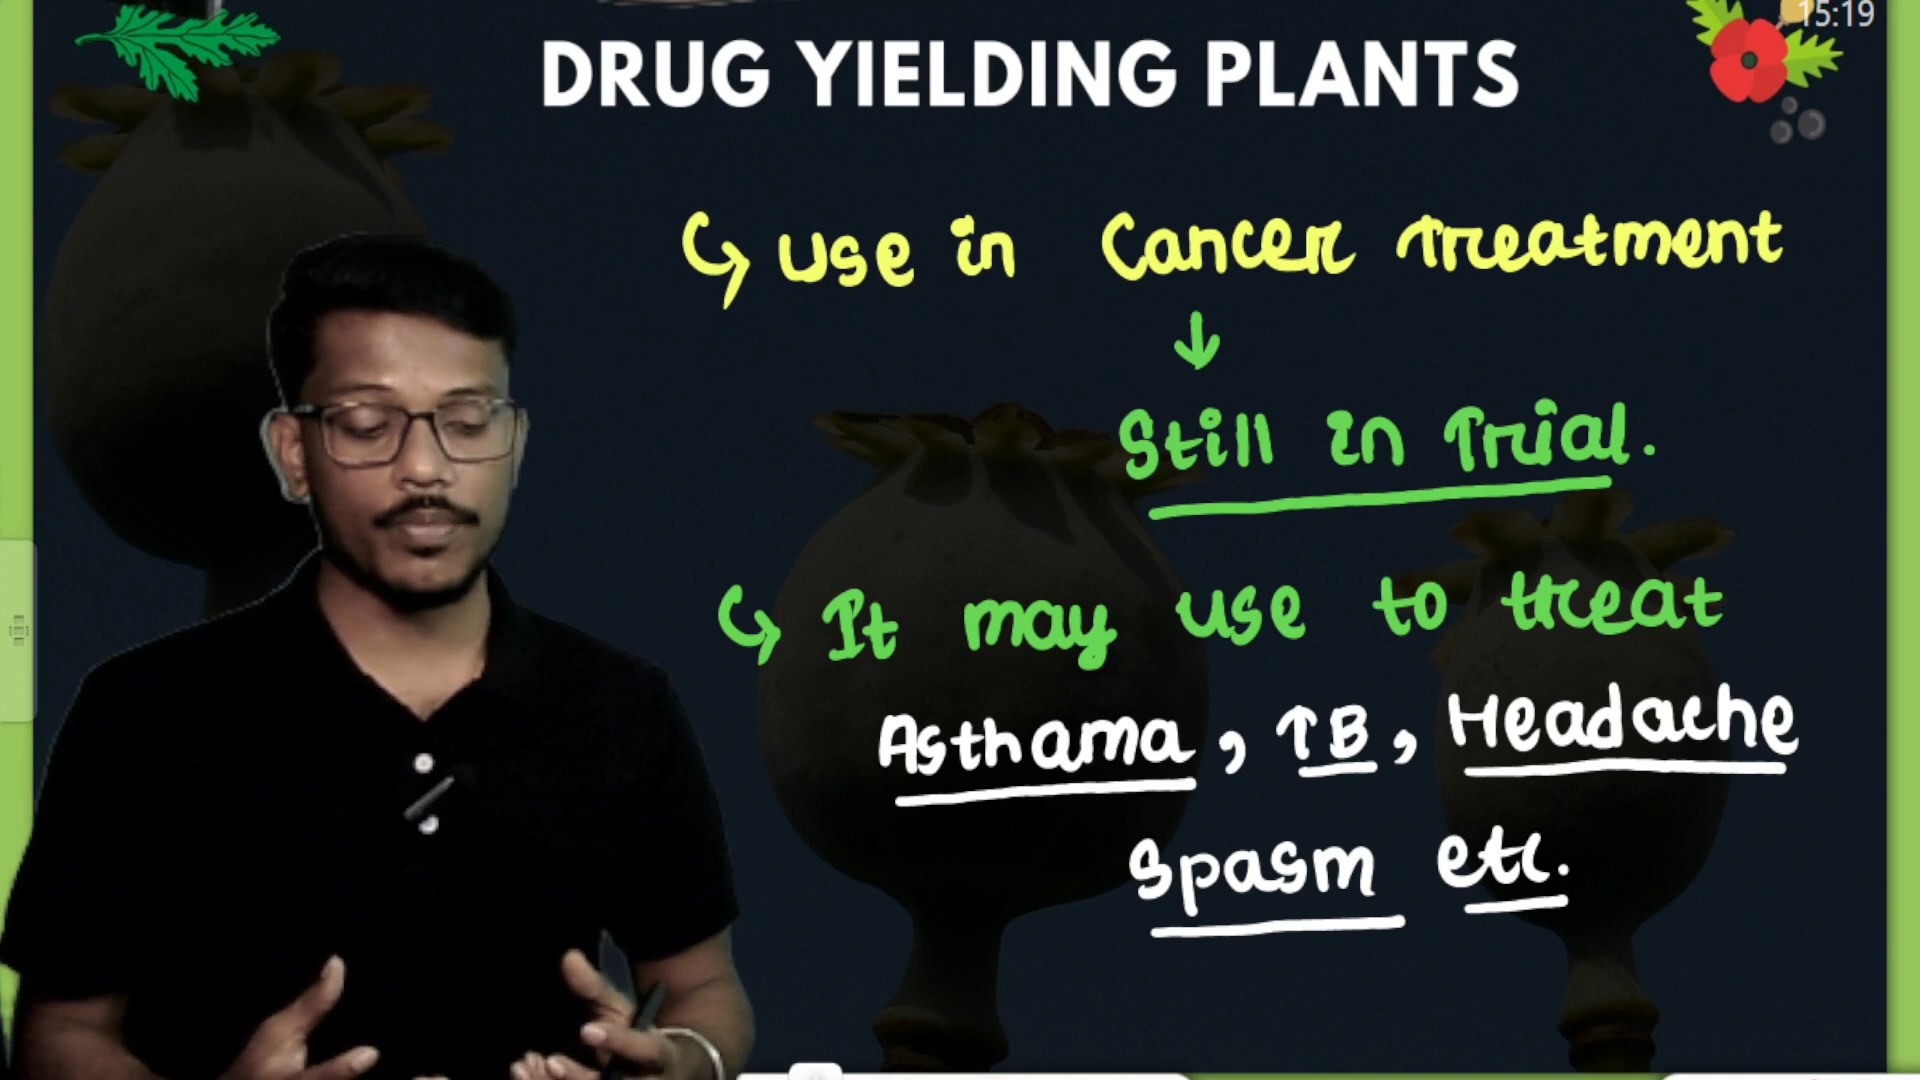 15:19
DRUG YIELDING PLANTS
↳ Use in Cancer treatment
↓
Still in Trial.
↳ It may use to treat
Asthama, ↑B, Headache
Spasm etc.